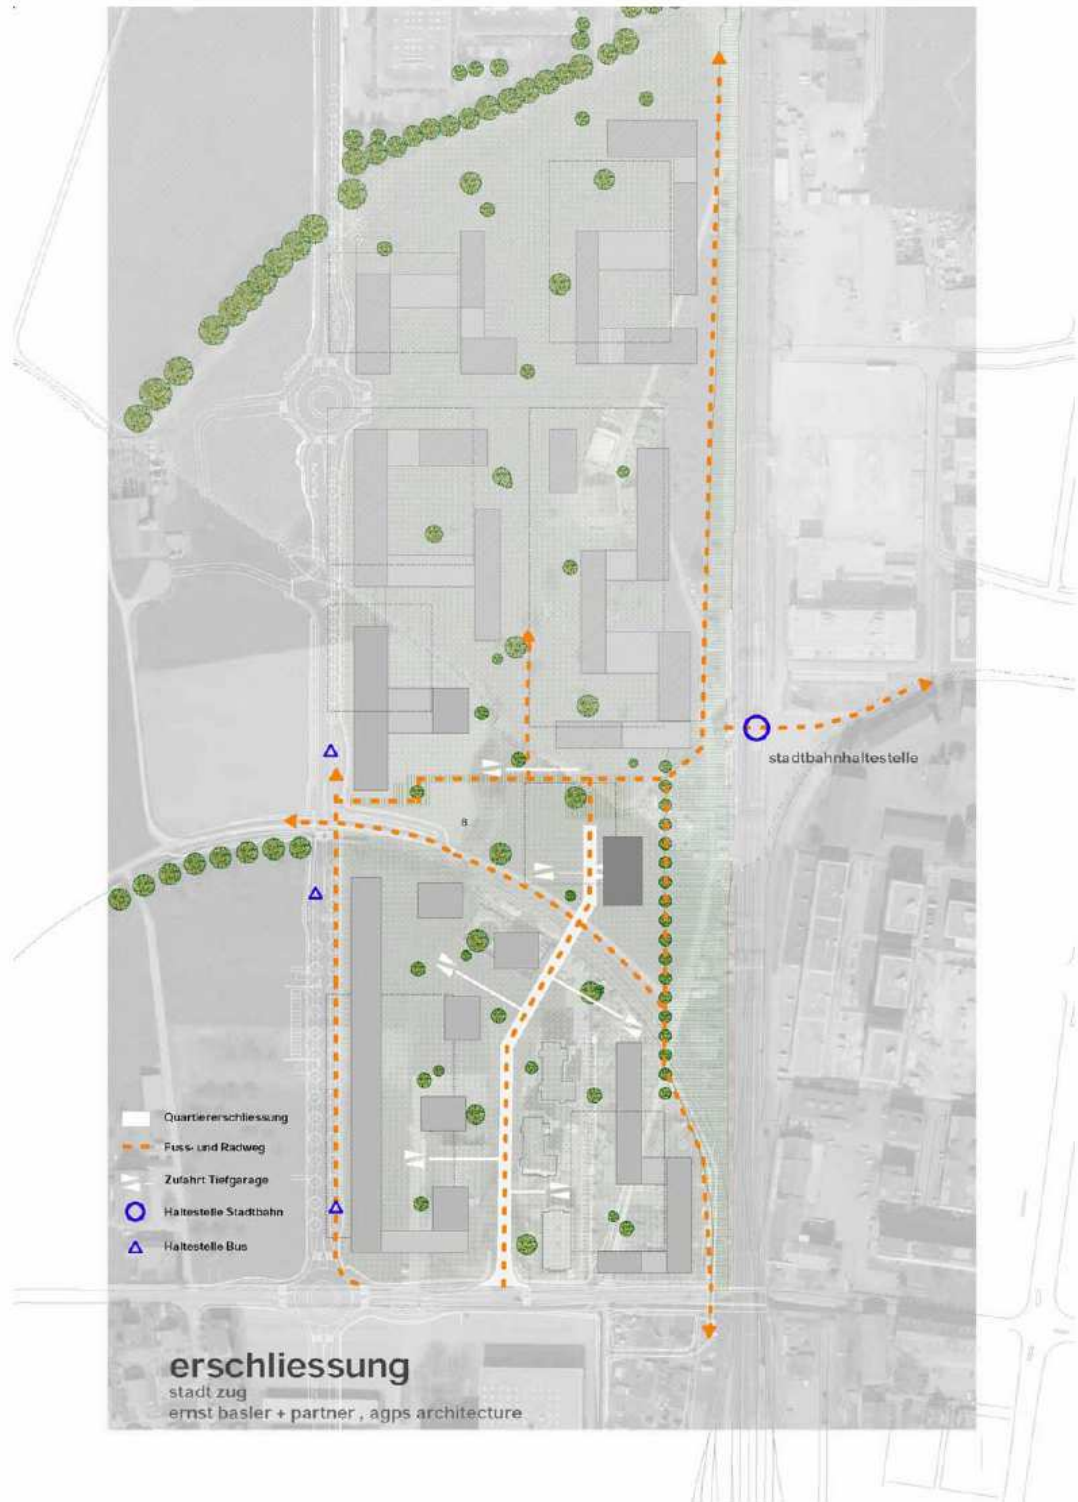 stadtbahnhaltestelle
8
Quartiererschliessung
Fuss- und Radweg
Zufahrt Tiefgarage
Haltestelle Stadtbahn
Haltestelle Bus
erschliessung
stadt zug
ernst basler + partner , agps architecture